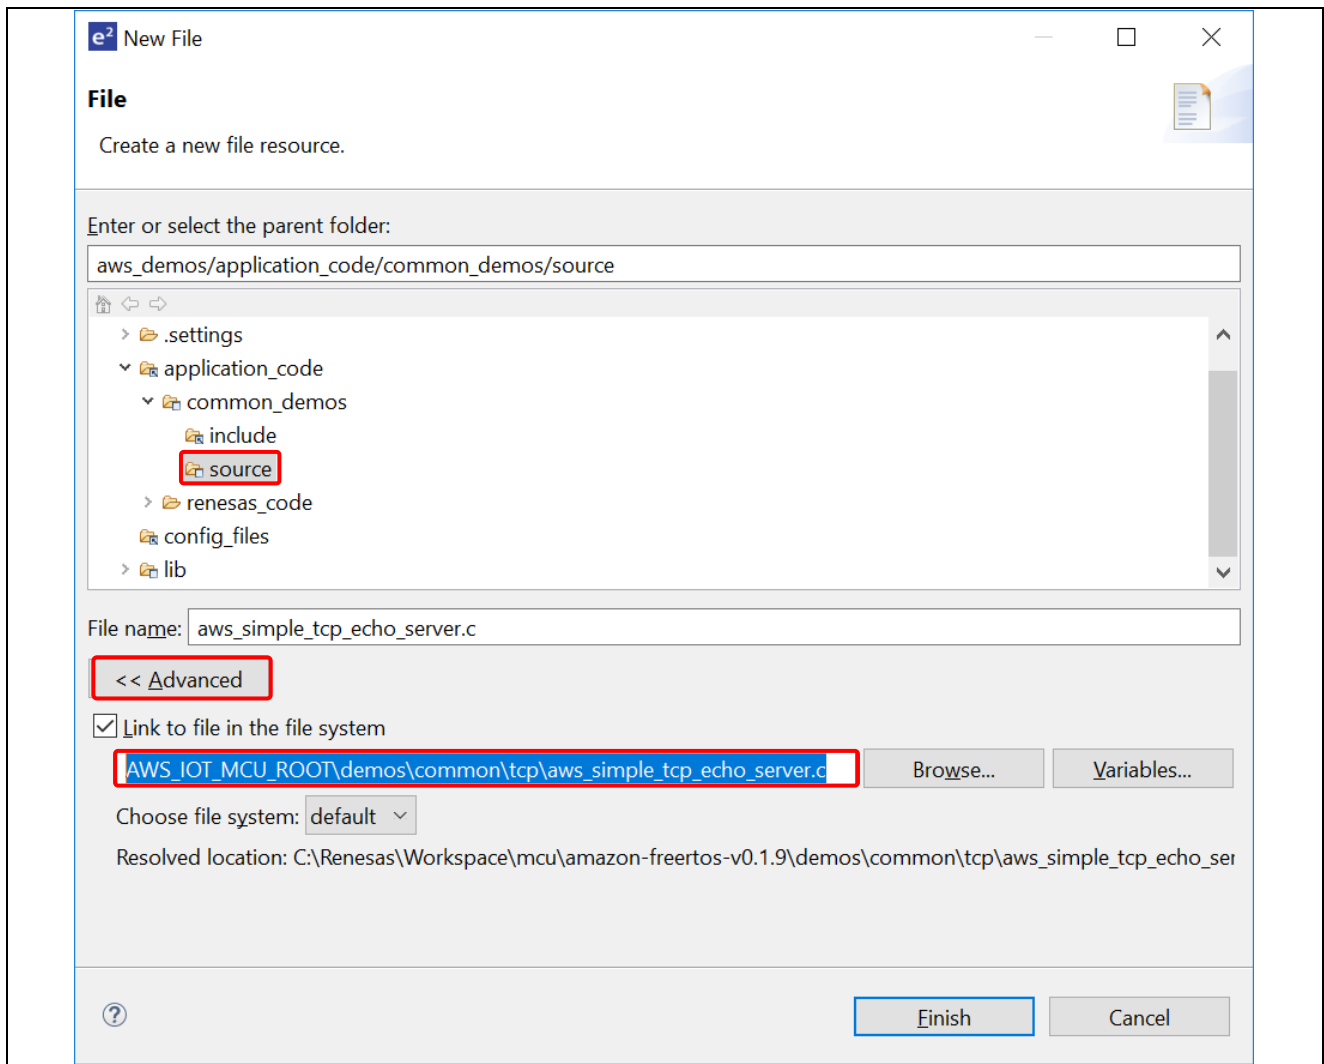 e² New File
File
Create a new file resource.
Enter or select the parent folder:
aws_demos/application_code/common_demos/source
.settings
application_code
common_demos
include
source
renesas_code
config_files
lib
File name: aws_simple_tcp_echo_server.c
<< Advanced
Link to file in the file system
AWS_IOT_MCU_ROOT\demos\common\tcp\aws_simple_tcp_echo_server.c Browse... Variables...
Choose file system: default
Resolved location: C:\Renesas\Workspace\mcu\amazon-freertos-v0.1.9\demos\common\tcp\aws_simple_tcp_echo_ser
? Finish Cancel